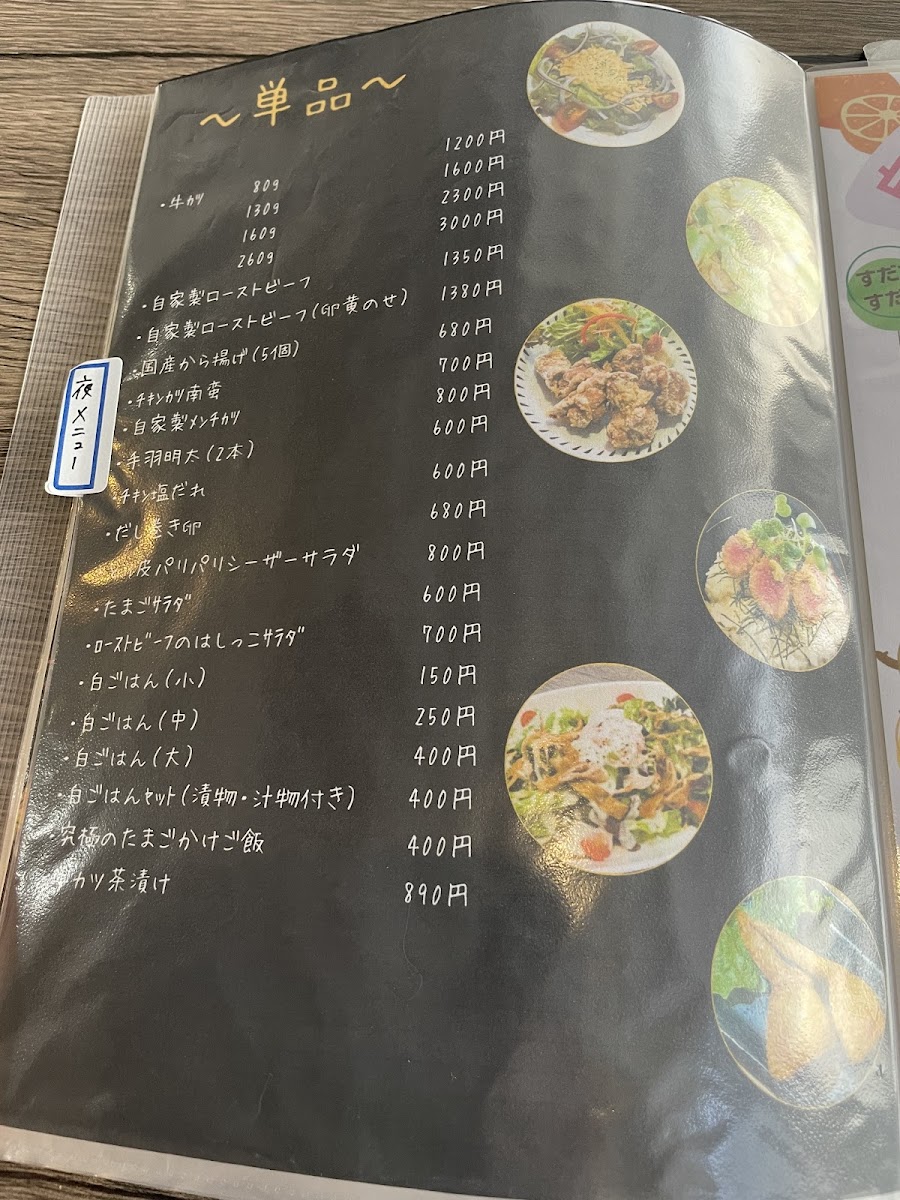 ～単品～
・牛カツ 80g 1200円
130g 1600円
160g 2300円
260g 3000円
・自家製ローストビーフ 1350円
・自家製ローストビーフ(卵黄のせ) 1380円
・国産から揚げ(5個) 680円
・チキンカツ南蛮 700円
・自家製メンチカツ 800円
・手羽明太(2本) 600円
・チキン塩だれ 600円
・だし巻き卵 680円
皮パリパリシーザーサラダ 800円
・たまごサラダ 600円
・ローストビーフのはしっこサラダ 700円
・白ごはん(小) 150円
・白ごはん(中) 250円
・白ごはん(大) 400円
・白ごはんセット(漬物・汁物付き) 400円
・究極のたまごかけご飯 400円
カツ茶漬け 890円
夜メニュー
すだ
すだ